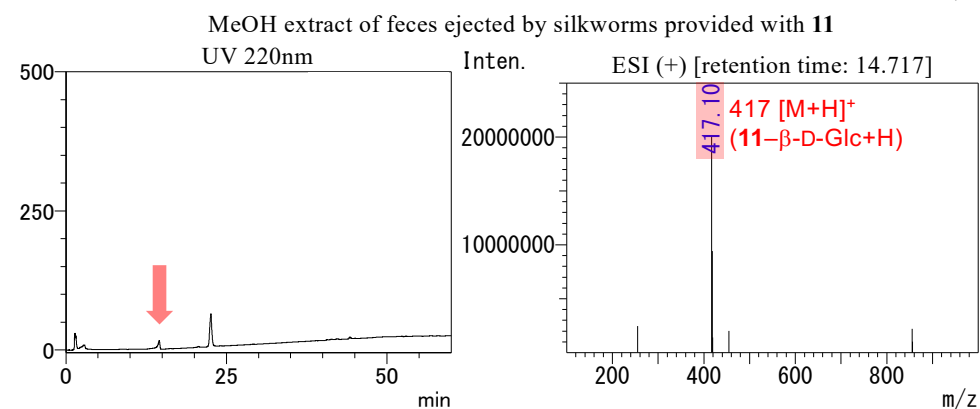 MeOH extract of feces ejected by silkworms provided with 11
UV 220nm
500
250
0
0
25
50
min
Inten.
ESI (+) [retention time: 14.717]
417.10
417 [M+H]+
(11–β-D-Glc+H)
20000000
10000000
200
400
600
800
m/z